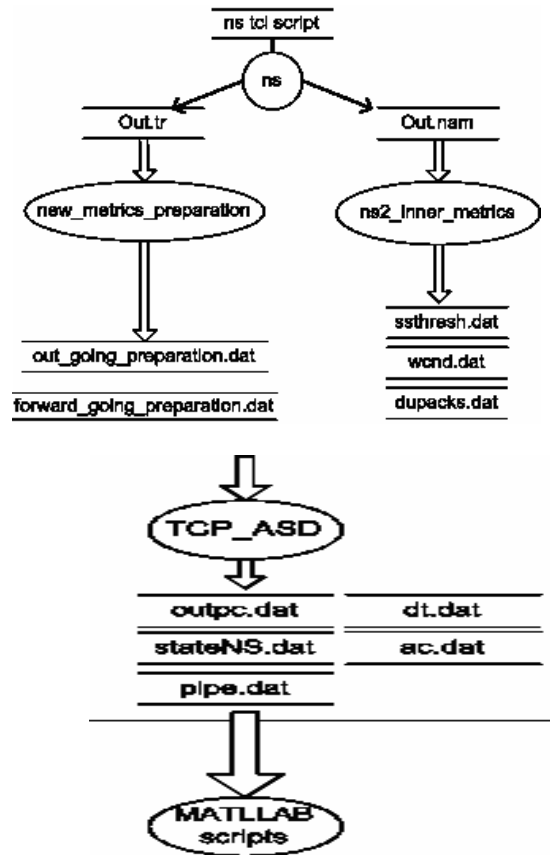 ns tcl script
ns
Out.tr
Out.nam
new_metrics_preparation
ns2_inner_metrics
ssthresh.dat
out_going_preparation.dat
wcnd.dat
forward_going_preparation.dat
dupacks.dat
TCP_ASD
outpc.dat
dt.dat
stateNS.dat
ac.dat
pipe.dat
MATLLAB
scripts